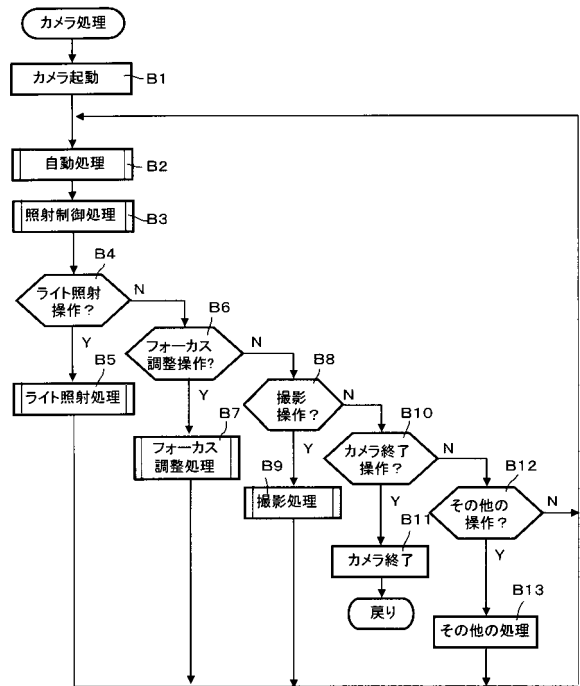 カメラ処理
カメラ起動
B1
自動処理
B2
照射制御処理
B3
B4
ライト照射
操作？
N
Y
B5
ライト照射処理
B6
フォーカス
調整操作?
N
Y
B7
フォーカス
調整処理
B8
撮影
操作？
N
Y
B9
撮影処理
B10
カメラ終了
操作？
N
Y
B11
カメラ終了
戻り
B12
その他の
操作？
N
Y
B13
その他の処理